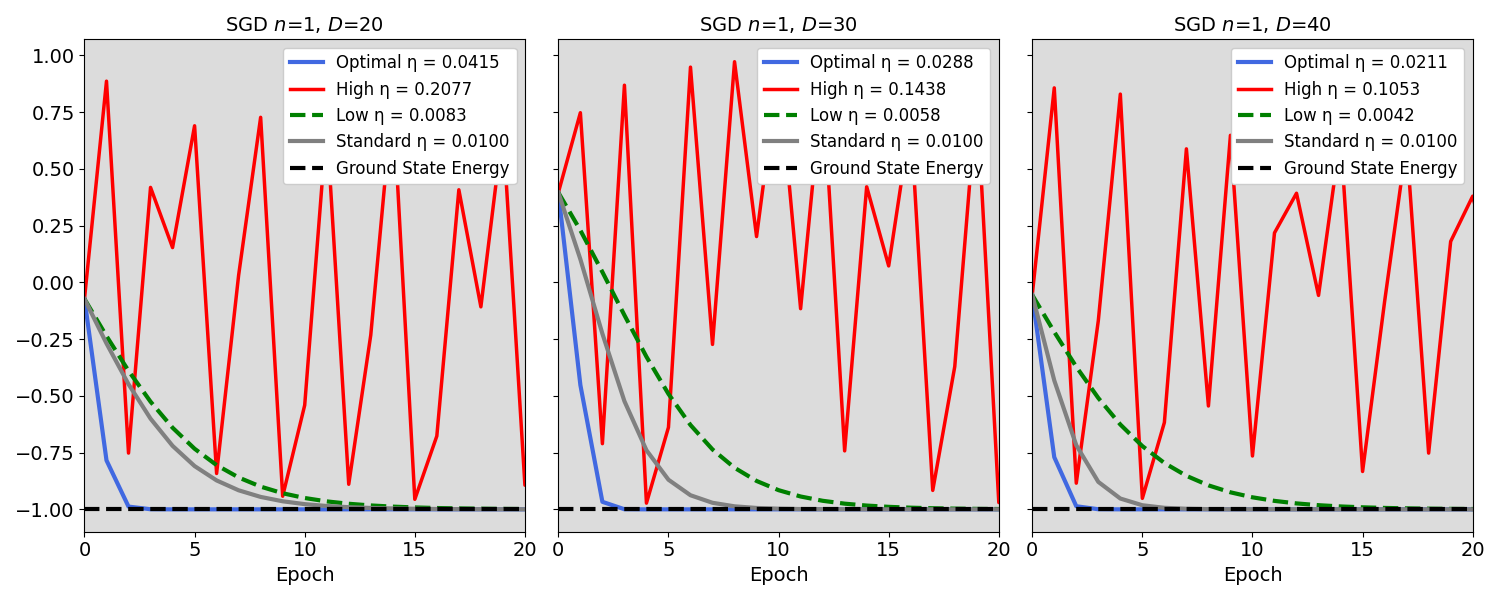 SGD n=1, D=20
SGD n=1, D=30
SGD n=1, D=40
1.00
0.75
0.50
0.25
0.00
−0.25
−0.50
−0.75
−1.00
Optimal η = 0.0415
High η = 0.2077
Low η = 0.0083
Standard η = 0.0100
Ground State Energy
0 5 10 15 20
Epoch
Optimal η = 0.0288
High η = 0.1438
Low η = 0.0058
Standard η = 0.0100
Ground State Energy
0 5 10 15 20
Epoch
Optimal η = 0.0211
High η = 0.1053
Low η = 0.0042
Standard η = 0.0100
Ground State Energy
0 5 10 15 20
Epoch